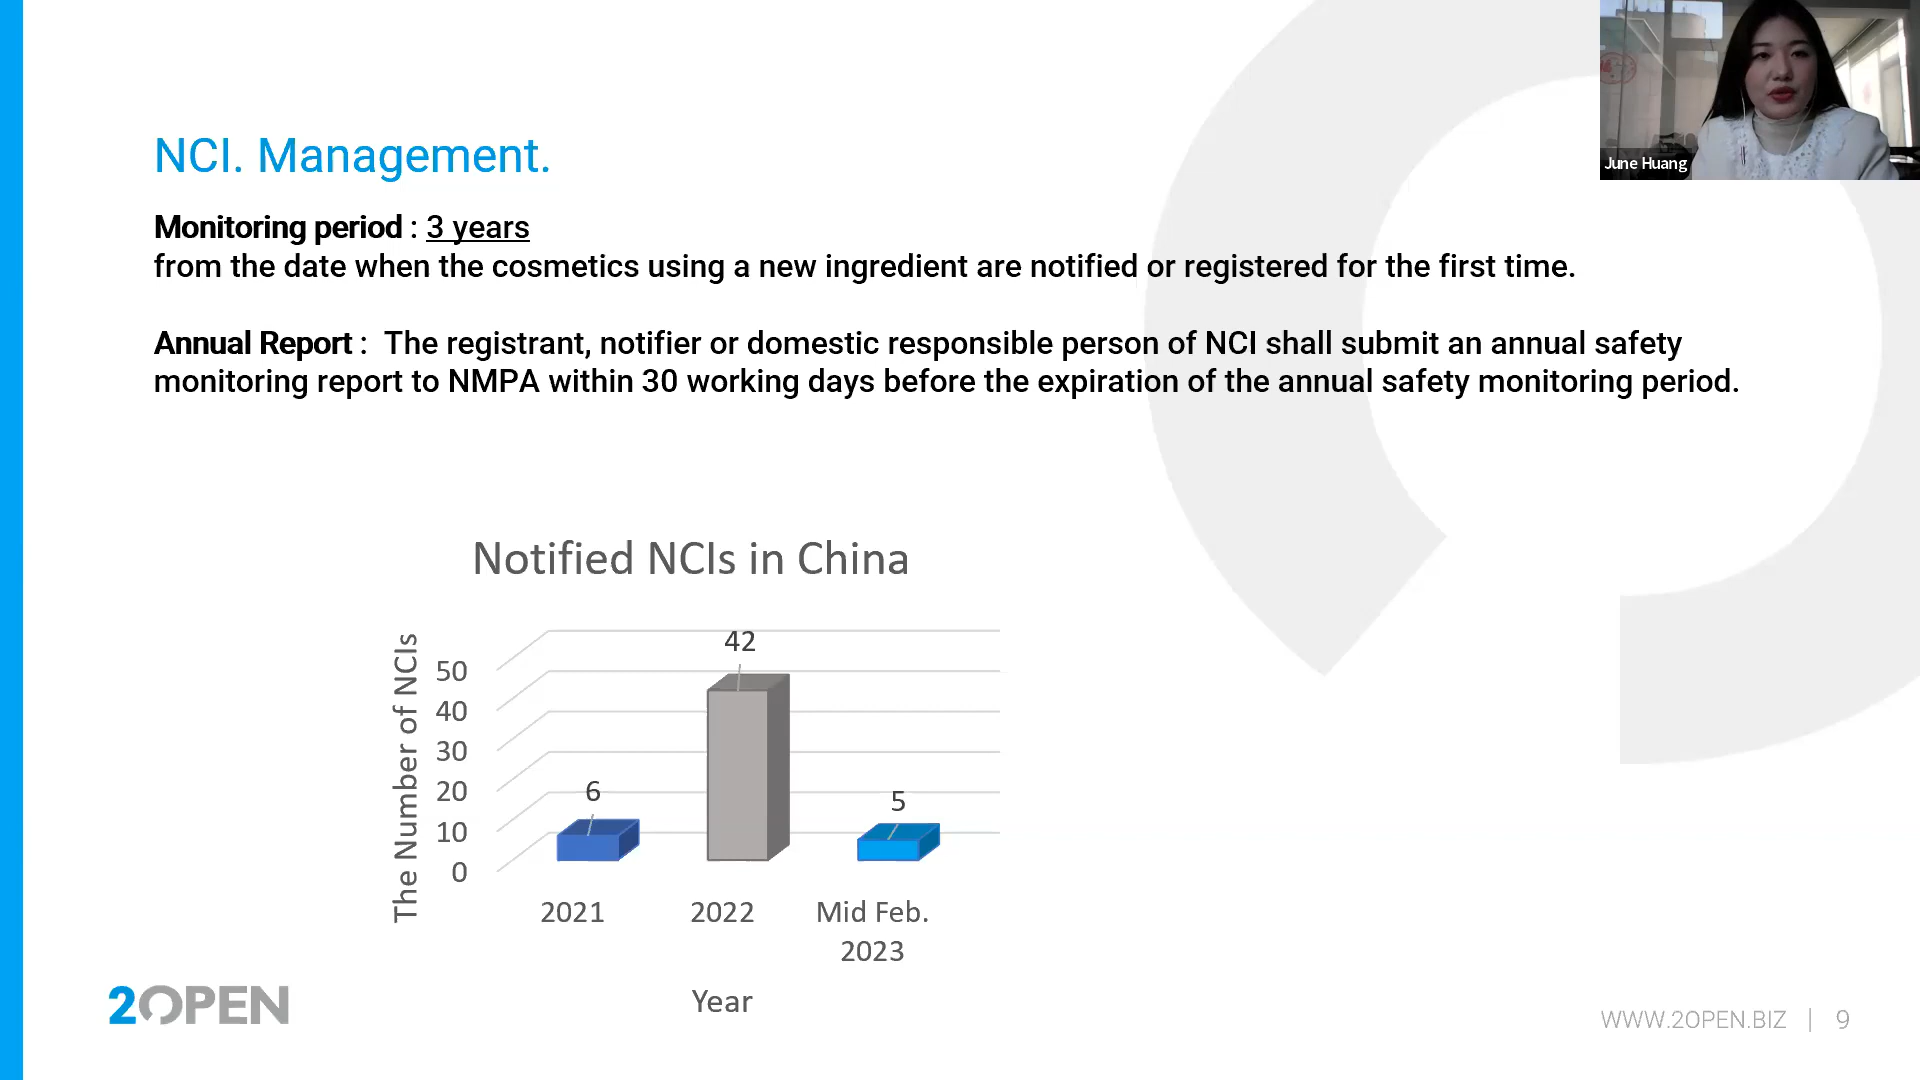 June Huang
NCI. Management.
Monitoring period : 3 years
from the date when the cosmetics using a new ingredient are notified or registered for the first time.
Annual Report : The registrant, notifier or domestic responsible person of NCI shall submit an annual safety
monitoring report to NMPA within 30 working days before the expiration of the annual safety monitoring period.
Notified NCIs in China
The Number of NCIs
50
40
30
20
10
0
6
42
5
2021
2022
Mid Feb.
2023
Year
2OPEN
WWW.2OPEN.BIZ | 9